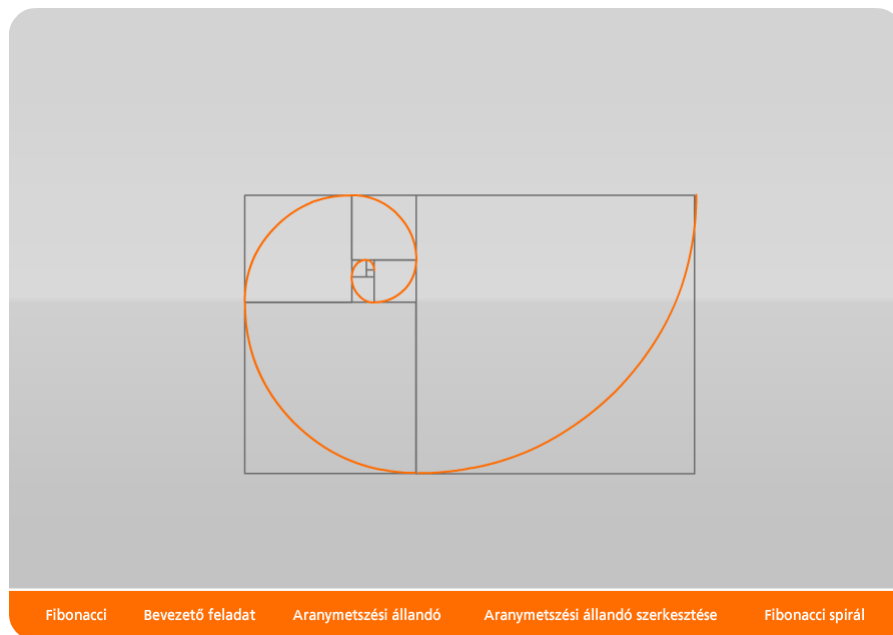 Fibonacci Bevezető feladat Aranymetszési állandó Aranymetszési állandó szerkesztése Fibonacci spirál